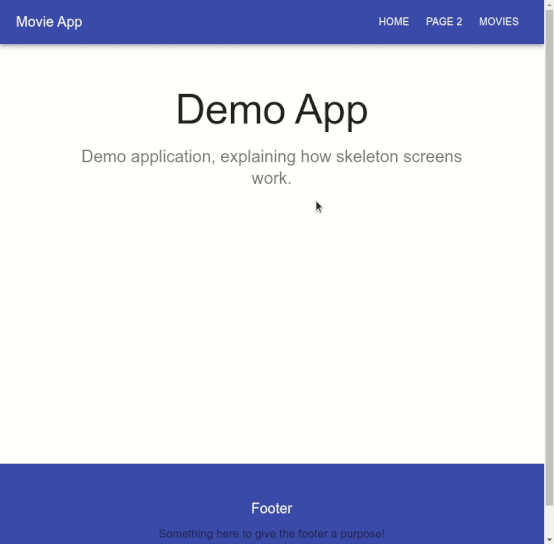 Movie App
HOME PAGE 2 MOVIES
Demo App
Demo application, explaining how skeleton screens
work.
Footer
Something here to give the footer a purpose!